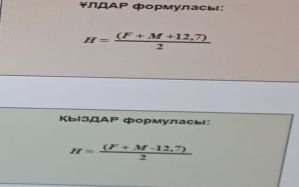 ҰЛДАР формуласы:
H = (F + M +12,7) / 2
ҚЫЗДАР формуласы:
H = (F + M -12,7) / 2